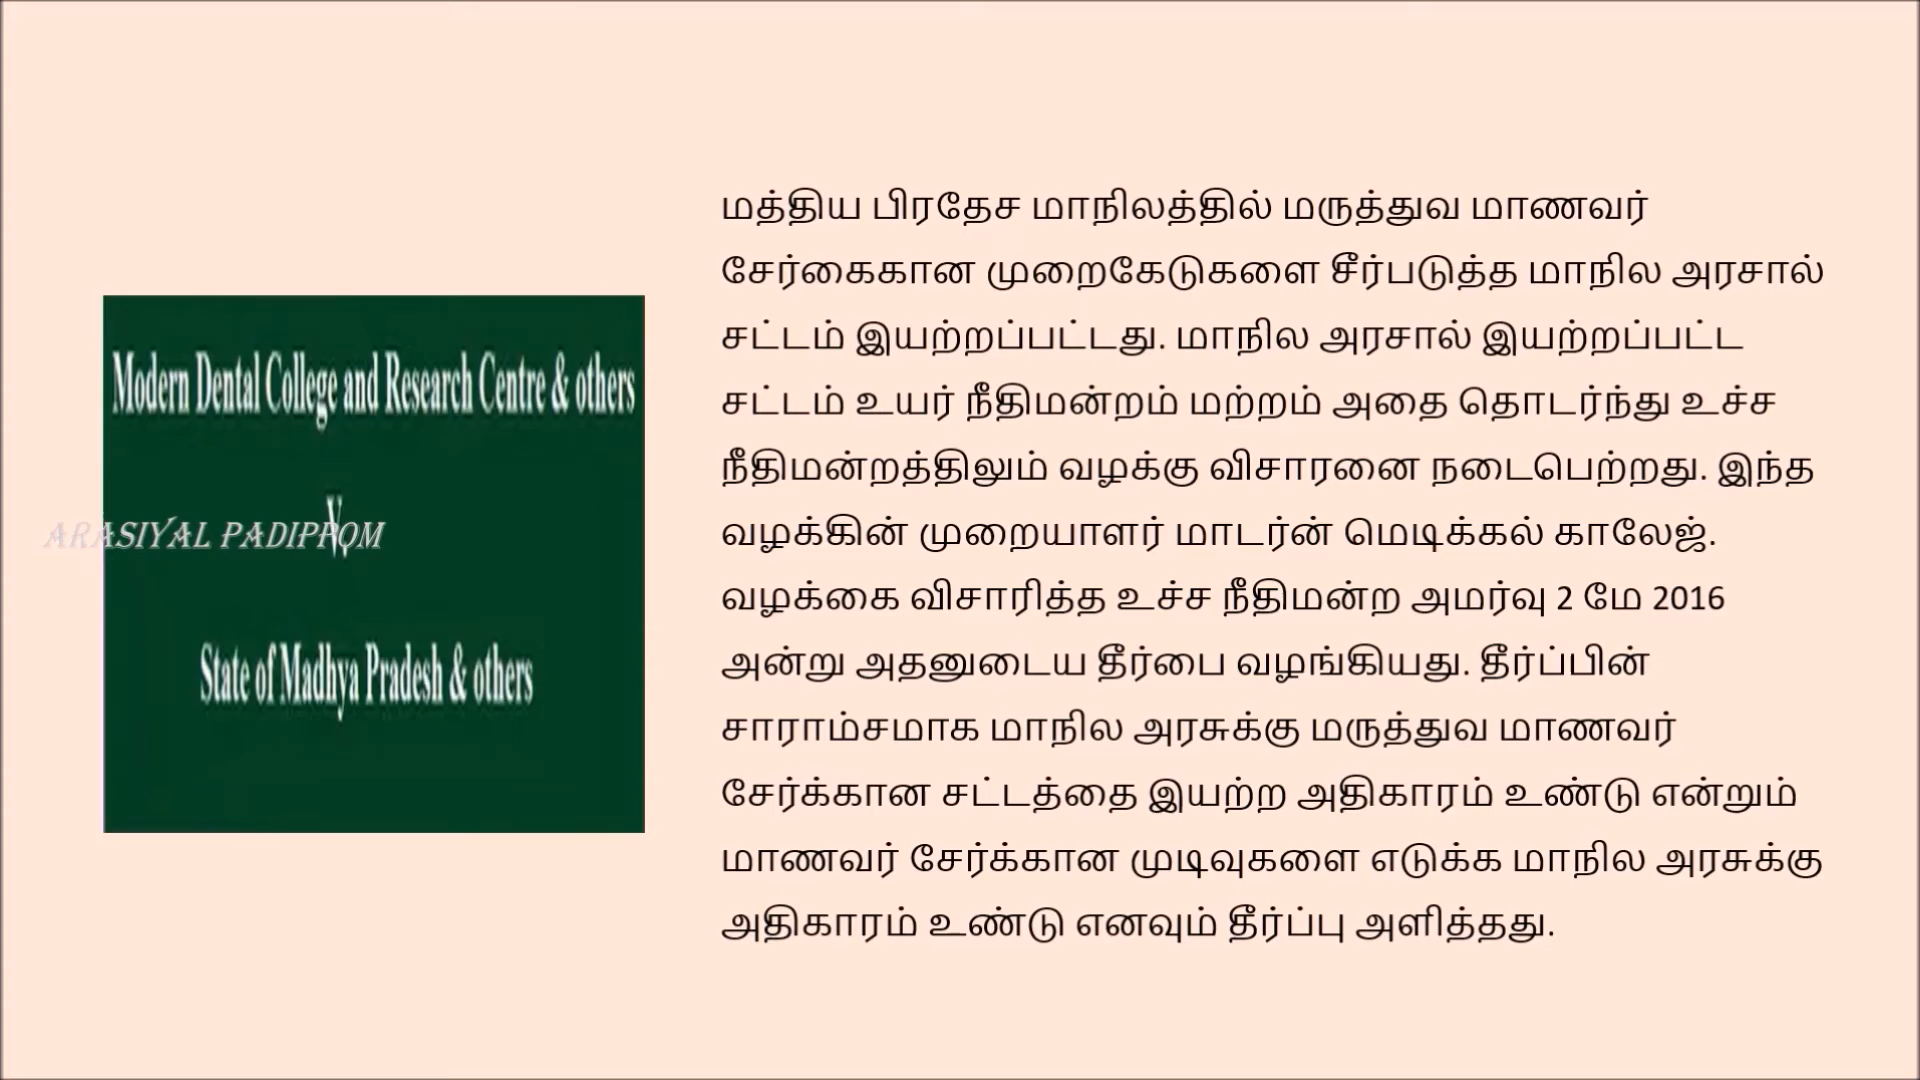 Modern Dental College and Research Centre & others
V.
State of Madhya Pradesh & others
ARASIYAL PADIPPOM
மத்திய பிரதேச மாநிலத்தில் மருத்துவ மாணவர்
சேர்கைகான முறைகேடுகளை சீர்படுத்த மாநில அரசால்
சட்டம் இயற்றப்பட்டது. மாநில அரசால் இயற்றப்பட்ட
சட்டம் உயர் நீதிமன்றம் மற்றம் அதை தொடர்ந்து உச்ச
நீதிமன்றத்திலும் வழக்கு விசாரனை நடைபெற்றது. இந்த
வழக்கின் முறையாளர் மாடர்ன் மெடிக்கல் காலேஜ்.
வழக்கை விசாரித்த உச்ச நீதிமன்ற அமர்வு 2 மே 2016
அன்று அதனுடைய தீர்பை வழங்கியது. தீர்ப்பின்
சாராம்சமாக மாநில அரசுக்கு மருத்துவ மாணவர்
சேர்க்கான சட்டத்தை இயற்ற அதிகாரம் உண்டு என்றும்
மாணவர் சேர்க்கான முடிவுகளை எடுக்க மாநில அரசுக்கு
அதிகாரம் உண்டு எனவும் தீர்ப்பு அளித்தது.